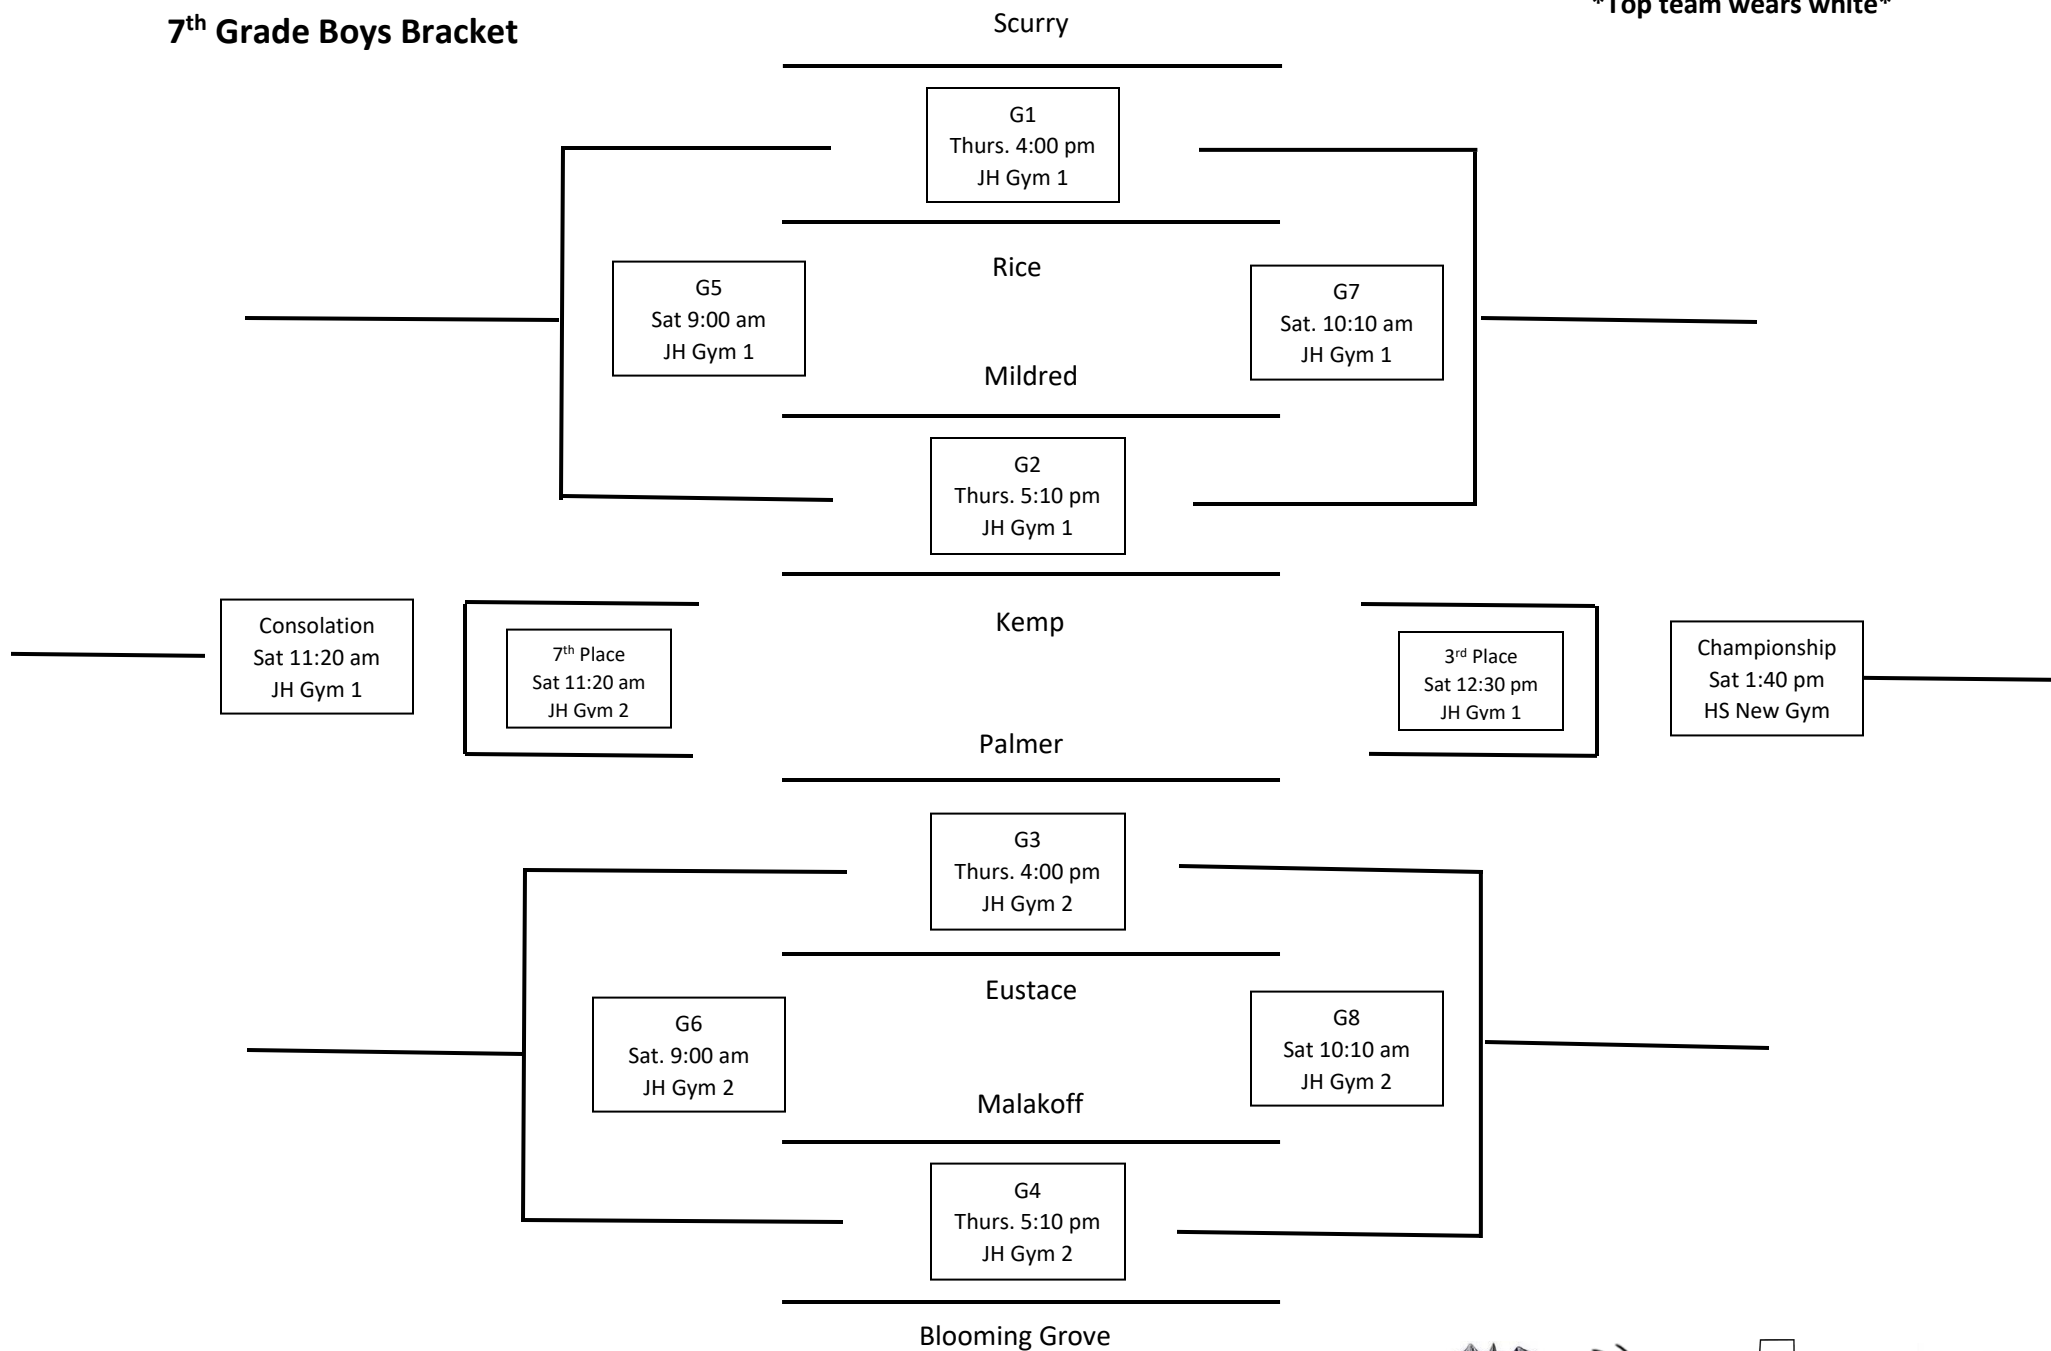 *Top team wears white*
7th Grade Boys Bracket
Scurry
G1
Thurs. 4:00 pm
JH Gym 1
Rice
G5
Sat 9:00 am
JH Gym 1
G7
Sat. 10:10 am
JH Gym 1
Mildred
G2
Thurs. 5:10 pm
JH Gym 1
Consolation
Sat 11:20 am
JH Gym 1
7th Place
Sat 11:20 am
JH Gym 2
Kemp
3rd Place
Sat 12:30 pm
JH Gym 1
Championship
Sat 1:40 pm
HS New Gym
Palmer
G3
Thurs. 4:00 pm
JH Gym 2
Eustace
G6
Sat. 9:00 am
JH Gym 2
G8
Sat 10:10 am
JH Gym 2
Malakoff
G4
Thurs. 5:10 pm
JH Gym 2
Blooming Grove